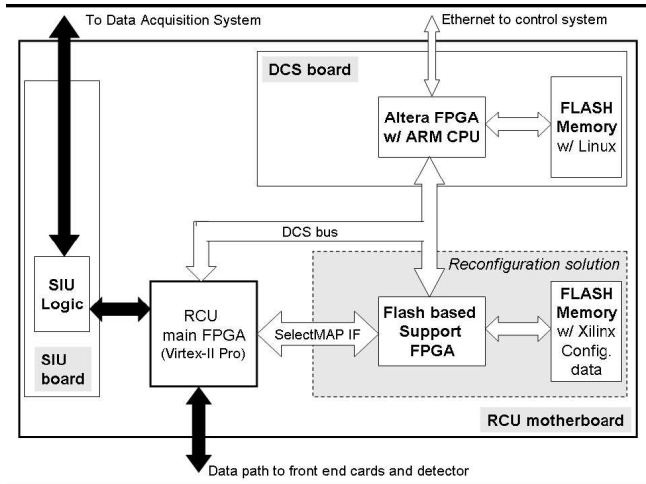 To Data Acquisition System
Ethernet to control system
DCS board
Altera FPGA
w/ ARM CPU
FLASH
Memory
w/ Linux
DCS bus
Reconfiguration solution
SIU
Logic
RCU
main FPGA
(Virtex-II Pro)
SelectMAP IF
Flash based
Support
FPGA
FLASH
Memory
w/ Xilinx
Config.
data
SIU
board
RCU motherboard
Data path to front end cards and detector